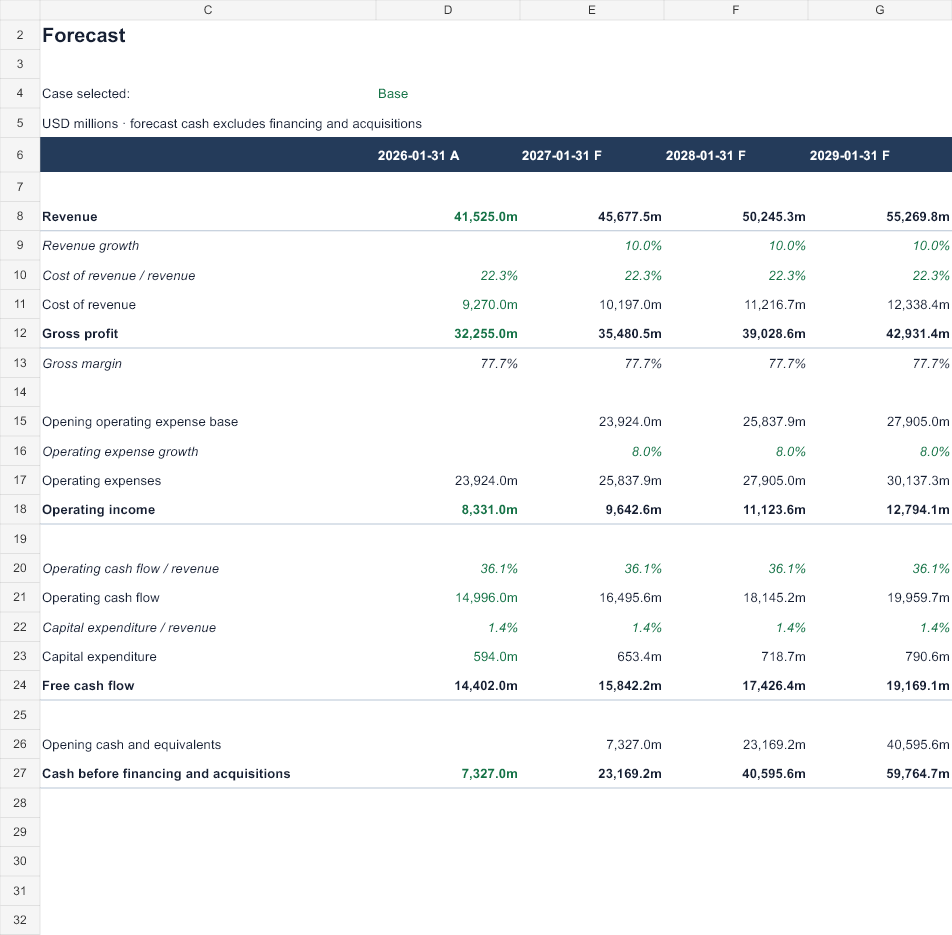 C D E F G
2 Forecast
3
4 Case selected: Base
5 USD millions · forecast cash excludes financing and acquisitions
6 2026-01-31 A 2027-01-31 F 2028-01-31 F 2029-01-31 F
7
8 Revenue 41,525.0m 45,677.5m 50,245.3m 55,269.8m
9 Revenue growth 10.0% 10.0% 10.0%
10 Cost of revenue / revenue 22.3% 22.3% 22.3% 22.3%
11 Cost of revenue 9,270.0m 10,197.0m 11,216.7m 12,338.4m
12 Gross profit 32,255.0m 35,480.5m 39,028.6m 42,931.4m
13 Gross margin 77.7% 77.7% 77.7% 77.7%
14
15 Opening operating expense base 23,924.0m 25,837.9m 27,905.0m
16 Operating expense growth 8.0% 8.0% 8.0%
17 Operating expenses 23,924.0m 25,837.9m 27,905.0m 30,137.3m
18 Operating income 8,331.0m 9,642.6m 11,123.6m 12,794.1m
19
20 Operating cash flow / revenue 36.1% 36.1% 36.1% 36.1%
21 Operating cash flow 14,996.0m 16,495.6m 18,145.2m 19,959.7m
22 Capital expenditure / revenue 1.4% 1.4% 1.4% 1.4%
23 Capital expenditure 594.0m 653.4m 718.7m 790.6m
24 Free cash flow 14,402.0m 15,842.2m 17,426.4m 19,169.1m
25
26 Opening cash and equivalents 7,327.0m 23,169.2m 40,595.6m
27 Cash before financing and acquisitions 7,327.0m 23,169.2m 40,595.6m 59,764.7m
28
29
30
31
32